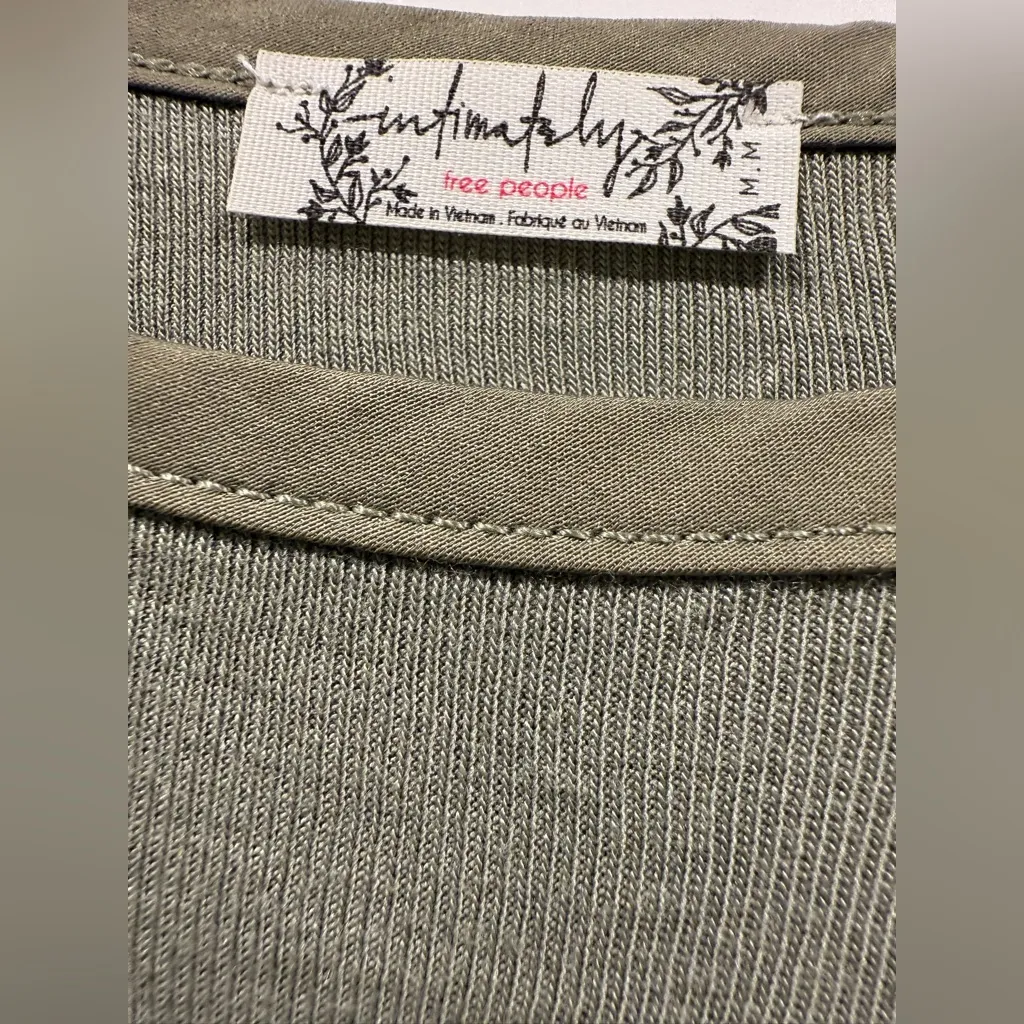 intimately
free people
Made in Vietnam . Fabriqué au Vietnam
M.M